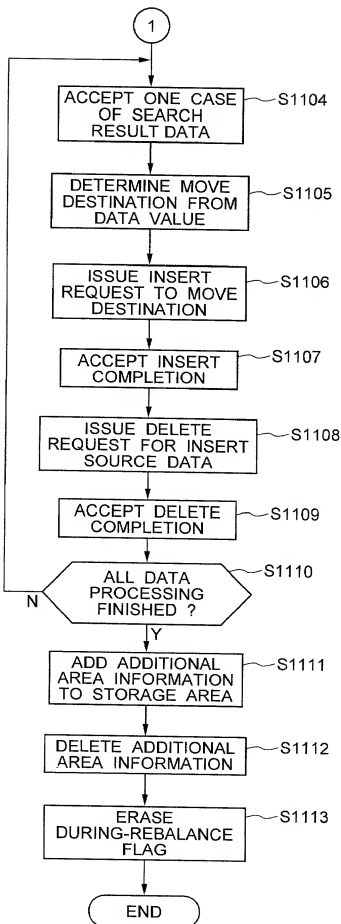 1
ACCEPT ONE CASE
OF SEARCH
RESULT DATA
S1104
DETERMINE MOVE
DESTINATION FROM
DATA VALUE
S1105
ISSUE INSERT
REQUEST TO MOVE
DESTINATION
S1106
ACCEPT INSERT
COMPLETION
S1107
ISSUE DELETE
REQUEST FOR INSERT
SOURCE DATA
S1108
ACCEPT DELETE
COMPLETION
S1109
ALL DATA
PROCESSING
FINISHED ?
S1110
N
Y
ADD ADDITIONAL
AREA INFORMATION
TO STORAGE AREA
S1111
DELETE ADDITIONAL
AREA INFORMATION
S1112
ERASE
DURING-REBALANCE
FLAG
S1113
END